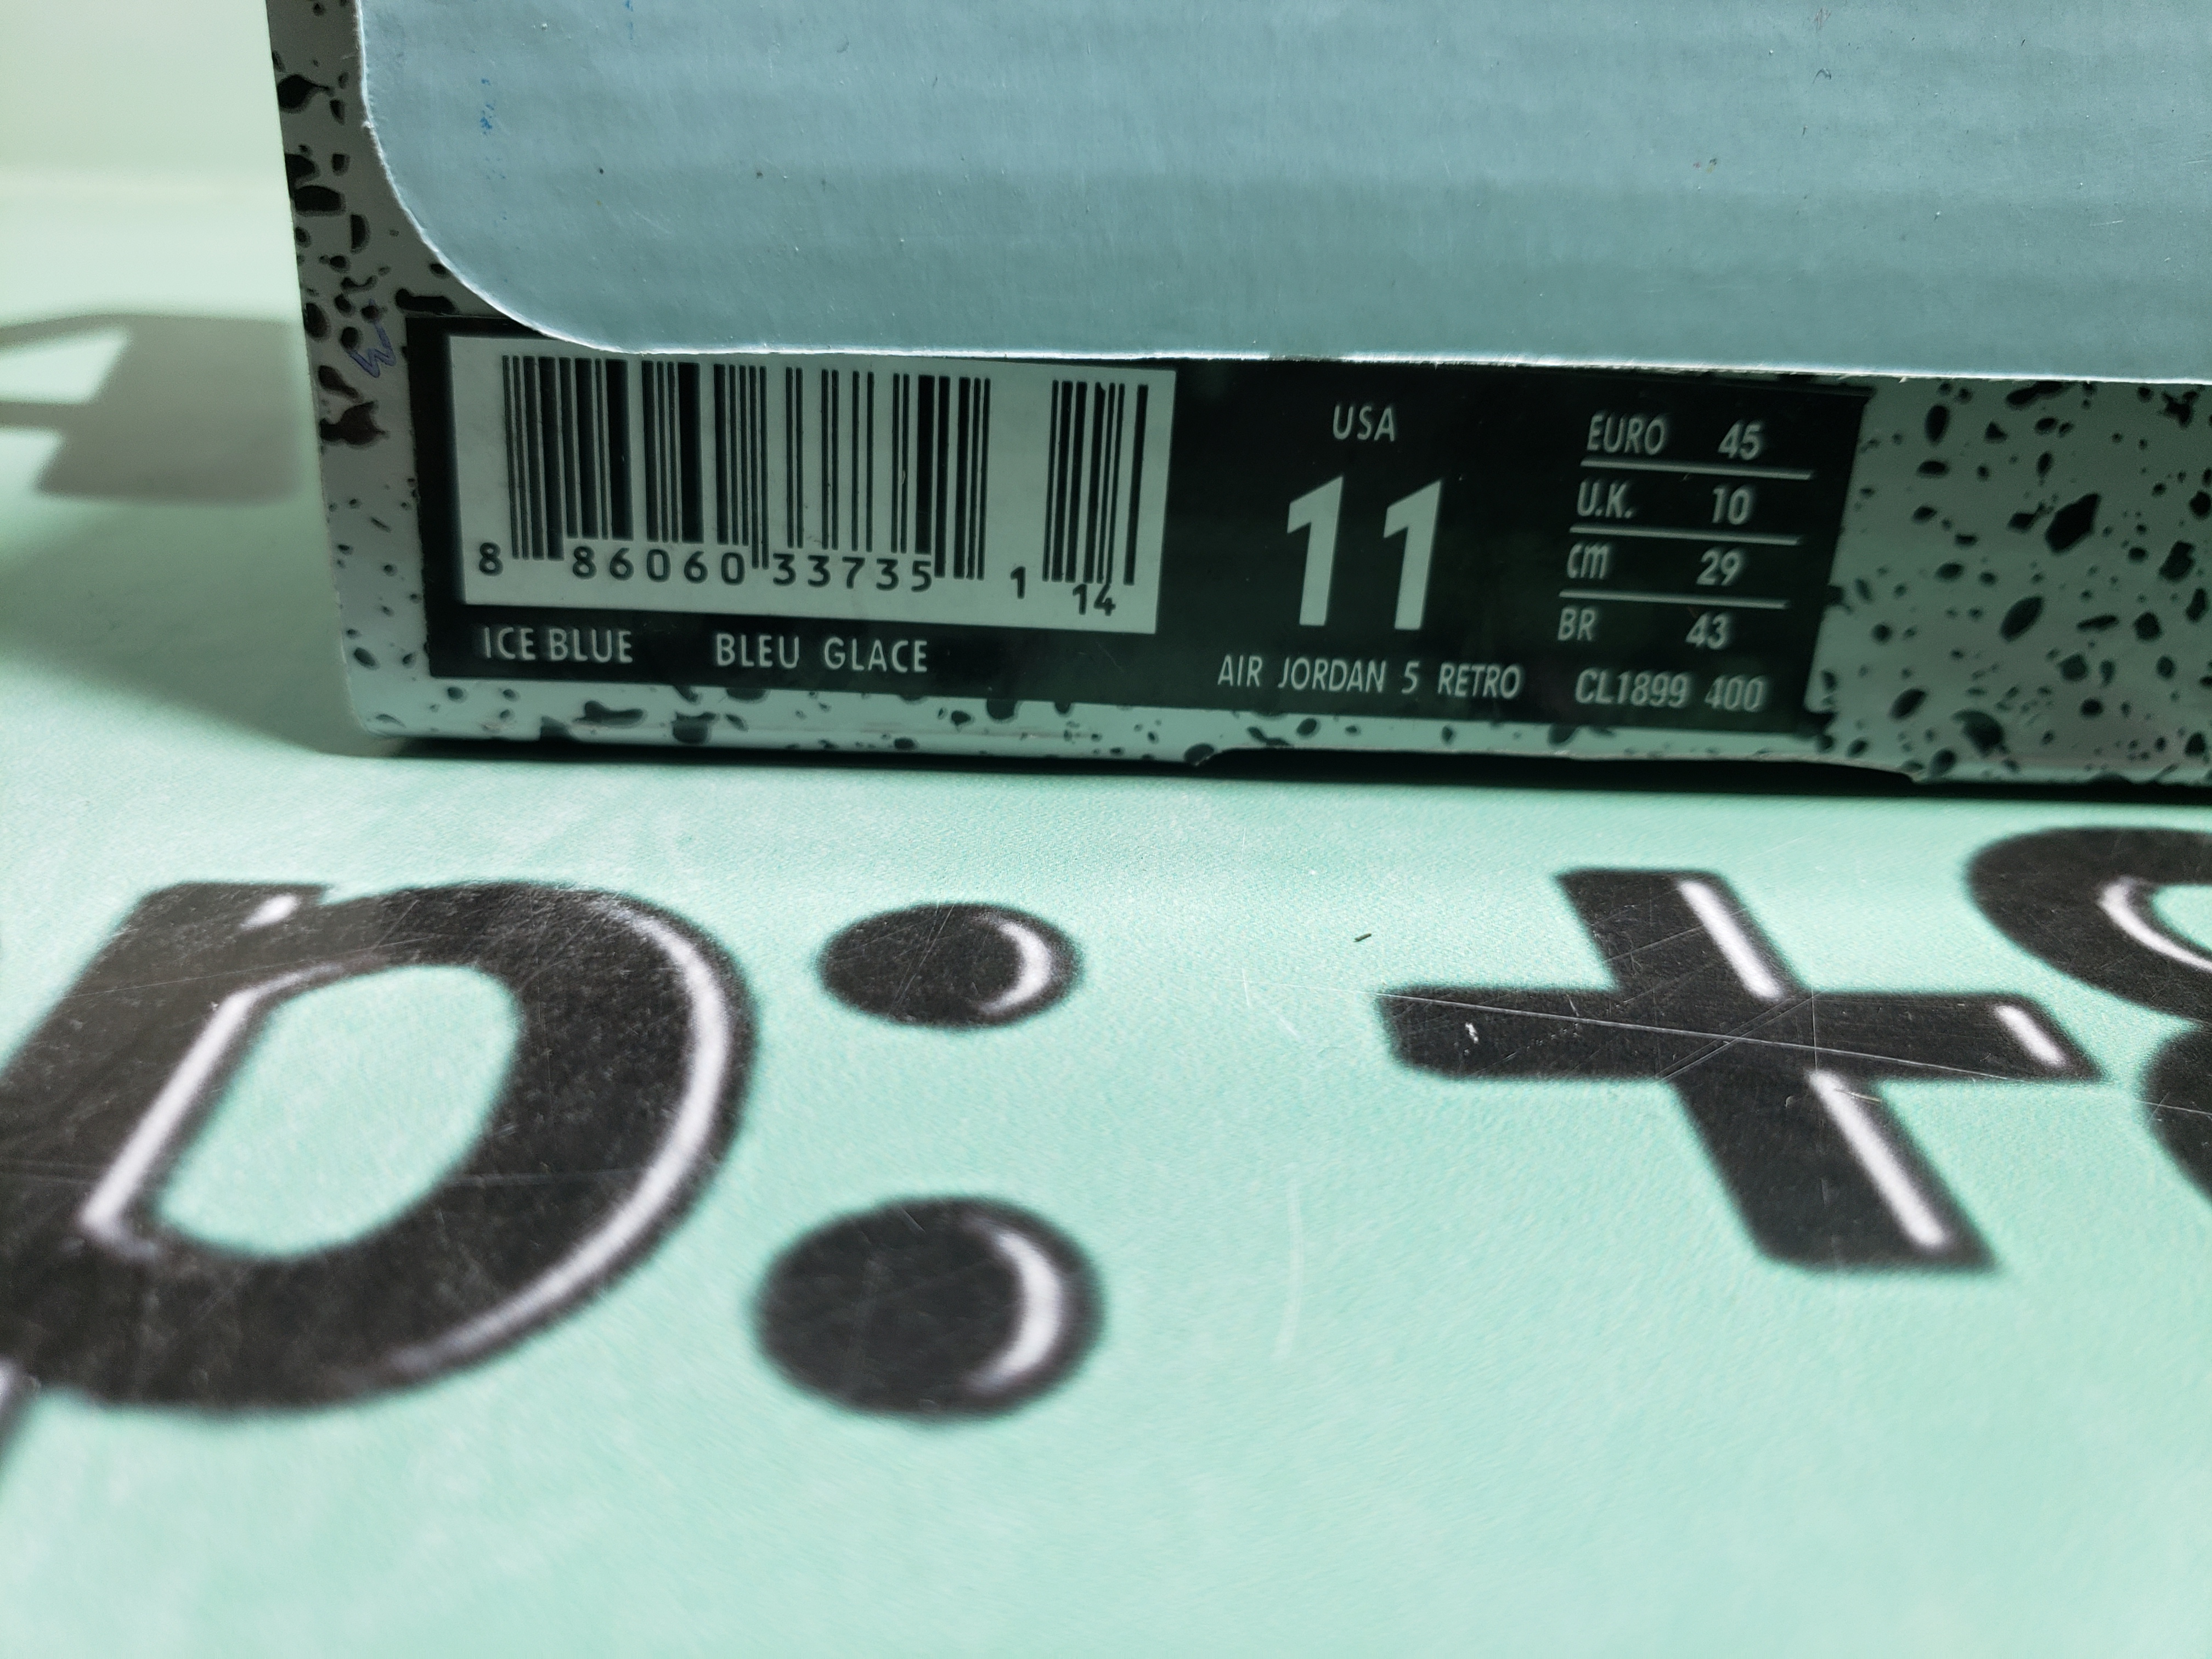 USA
11
EURO 45
U.K. 10
cm 29
BR 43
8 86060 33735 1 14
ICE BLUE BLEU GLACE
AIR JORDAN 5 RETRO CL1899 400
p: +